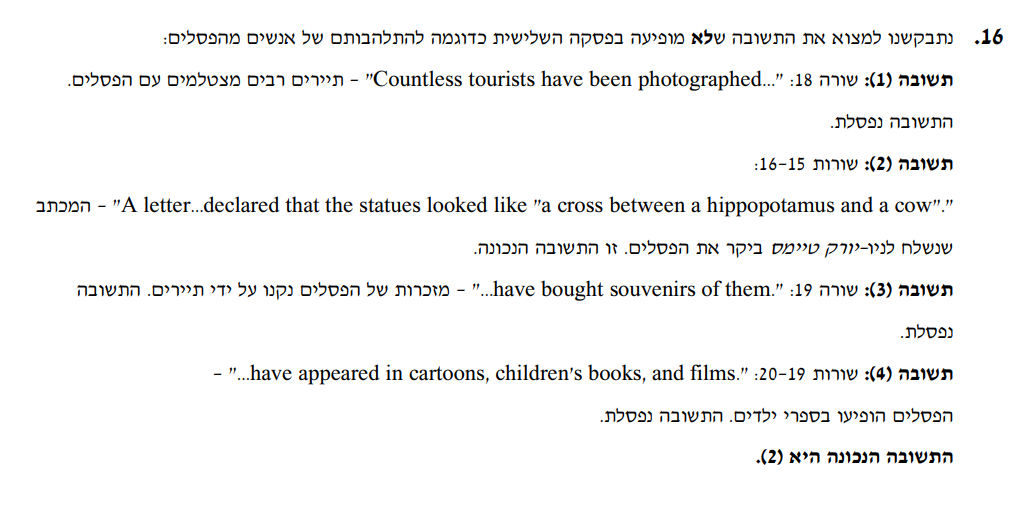 16. נתבקשנו למצוא את התשובה שלא מופיעה בפסקה השלישית כדוגמה להתלהבותם של אנשים מהפסלים:
תשובה (1): שורה 18: "Countless tourists have been photographed..." – תיירים רבים מצטלמים עם הפסלים.
התשובה נפסלת.
תשובה (2): שורות 15–16:
"A letter...declared that the statues looked like "a cross between a hippopotamus and a cow"." – המכתב
שנשלח לניו-יורק טיימס ביקר את הפסלים. זו התשובה הנכונה.
תשובה (3): שורה 19: "...have bought souvenirs of them." – מזכרות של הפסלים נקנו על ידי תיירים. התשובה
נפסלת.
תשובה (4): שורות 19–20: "...have appeared in cartoons, children's books, and films." –
הפסלים הופיעו בספרי ילדים. התשובה נפסלת.
התשובה הנכונה היא (2).